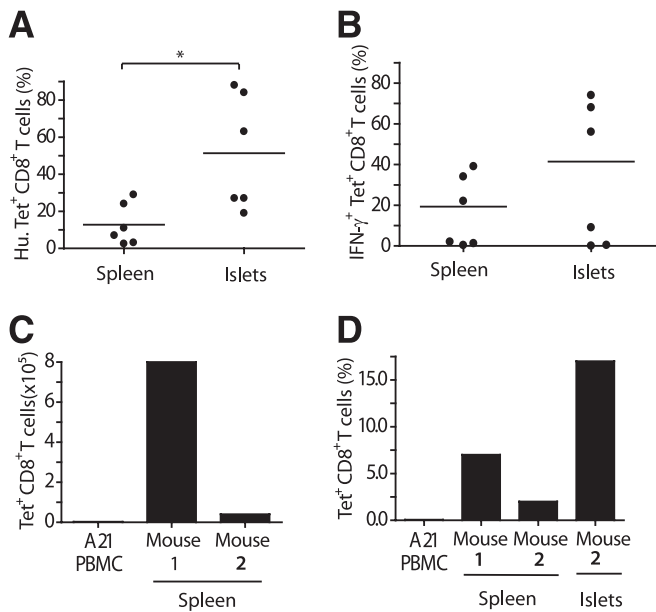 A
Hu. Tet+ CD8+T cells (%)
80
60
40
20
0
*
Spleen
Islets
B
IFN-γ+ Tet+ CD8+T cells (%)
80
60
40
20
0
Spleen
Islets
C
Tet+ CD8+T cells(x10⁵)
8
6
4
2
0
A21
PBMC
Mouse
1
Mouse
2
Spleen
D
Tet+ CD8+T cells (%)
15.0
10.0
5.0
0.0
A21
PBMC
Mouse
1
Mouse
2
Mouse
2
Spleen
Islets